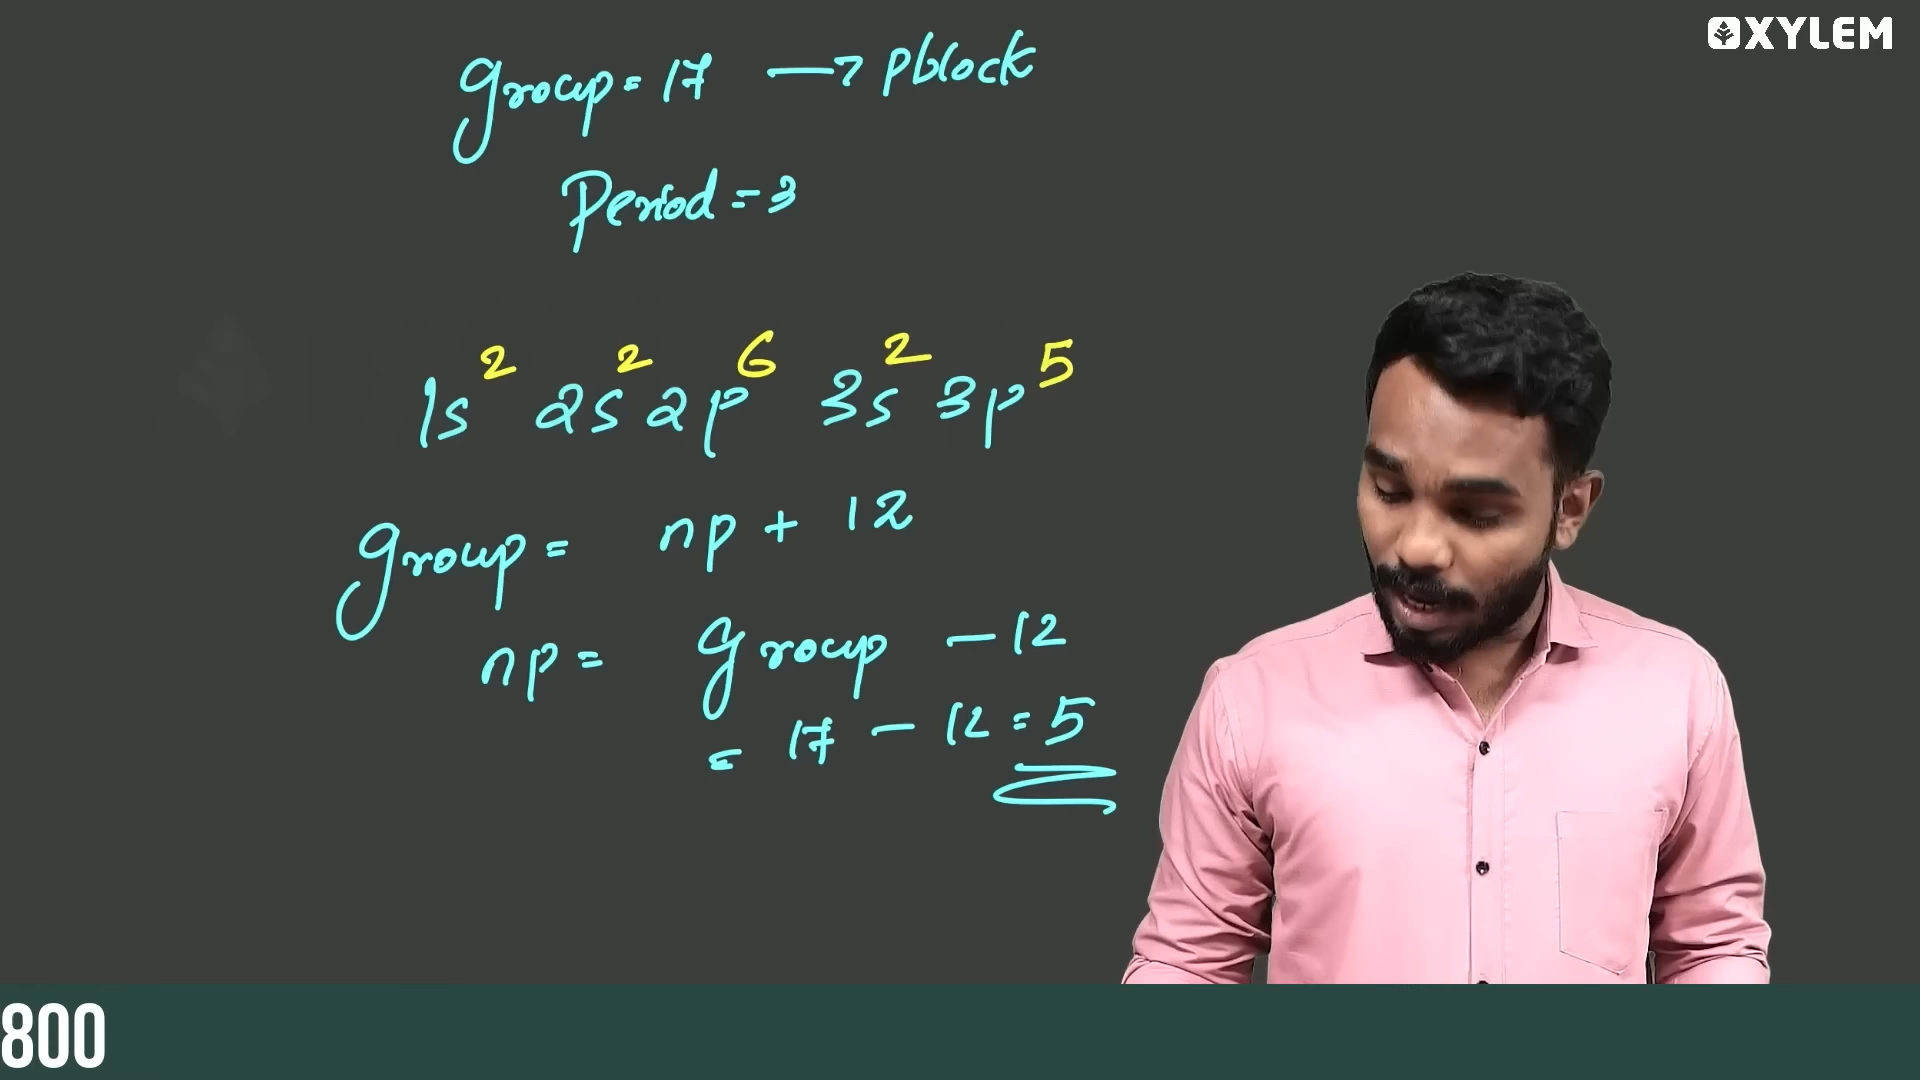 XYLEM
Group = 17 → p block
Period = 3
1s² 2s² 2p⁶ 3s² 3p⁵
Group = np + 12
np = Group – 12
= 17 – 12 = 5
800